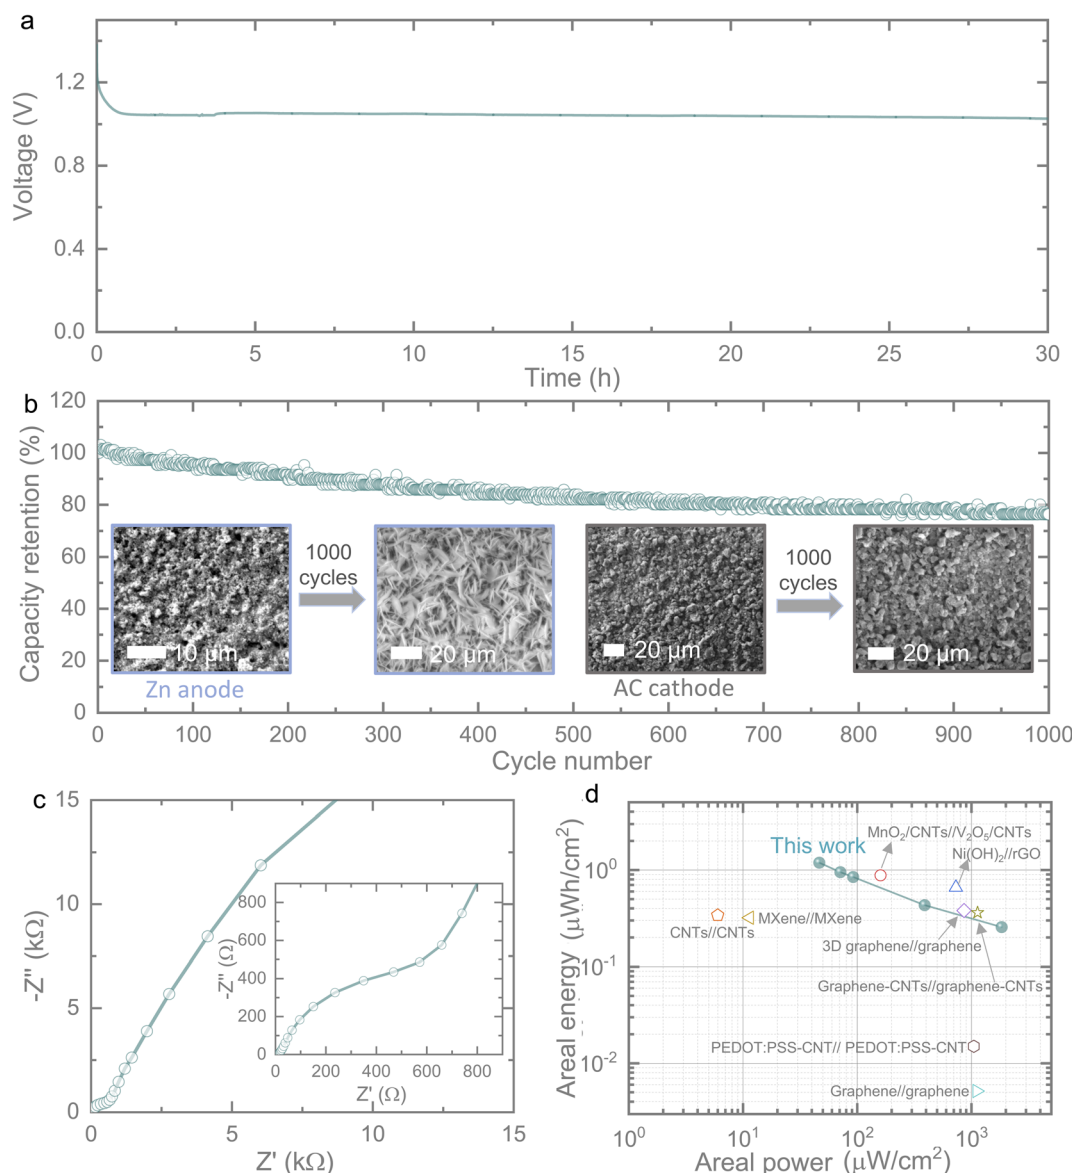 a
Voltage (V)
1.2
0.8
0.4
0.0
0 5 10 15 20 25 30
Time (h)
b
Capacity retention (%)
120
100
80
60
40
20
0
1000
cycles
1000
cycles
10 µm
20 µm
20 µm
20 µm
Zn anode
AC cathode
0 100 200 300 400 500 600 700 800 900 1000
Cycle number
c
-Z" (kΩ)
15
10
5
0
0 5 10 15
Z' (kΩ)
-Z" (Ω)
800
600
400
200
0
0 200 400 600 800
Z' (Ω)
d
Areal energy (µWh/cm²)
10⁰
10⁻¹
10⁻²
This work
MnO₂/CNTs//V₂O₅/CNTs
Ni(OH)₂//rGO
CNTs//CNTs
MXene//MXene
3D graphene//graphene
Graphene-CNTs//graphene-CNTs
PEDOT:PSS-CNT// PEDOT:PSS-CNT
Graphene//graphene
10⁰ 10¹ 10² 10³
Areal power (µW/cm²)